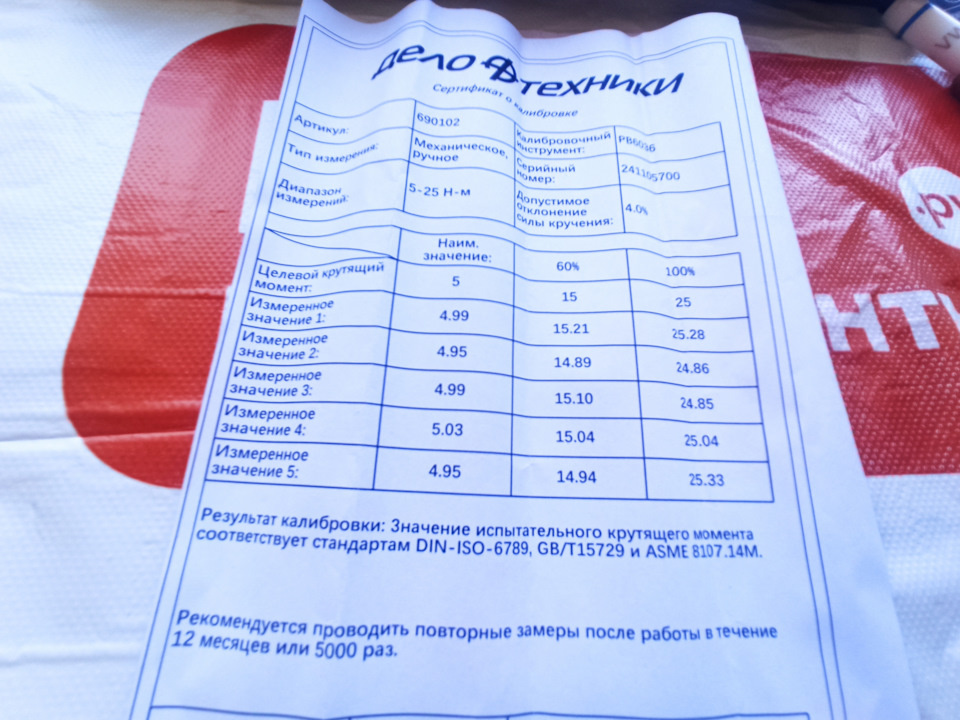 дело техники
Сертификат о калибровке
Артикул: 690102 Калибровочный инструмент: РВ6036
Тип измерения: Механическое, ручное Серийный номер: 241105700
Диапазон измерений: 5-25 Н-м Допустимое отклонение силы кручения: 4.0%
Наим. значение: 60% 100%
Целевой крутящий момент: 5 15 25
Измеренное значение 1: 4.99 15.21 25.28
Измеренное значение 2: 4.95 14.89 24.86
Измеренное значение 3: 4.99 15.10 24.85
Измеренное значение 4: 5.03 15.04 25.04
Измеренное значение 5: 4.95 14.94 25.33
Результат калибровки: Значение испытательного крутящего момента
соответствует стандартам DIN-ISO-6789, GB/T15729 и ASME 8107.14M.
Рекомендуется проводить повторные замеры после работы в течение
12 месяцев или 5000 раз.